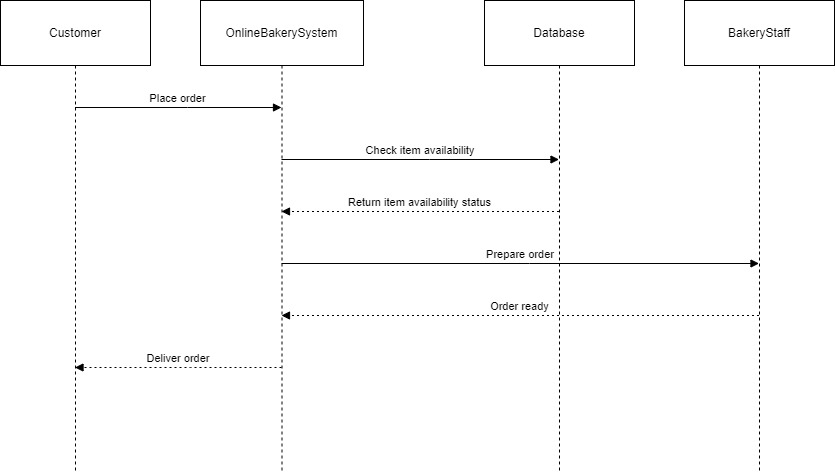 Customer
OnlineBakerySystem
Database
BakeryStaff
Place order
Check item availability
Return item availability status
Prepare order
Order ready
Deliver order